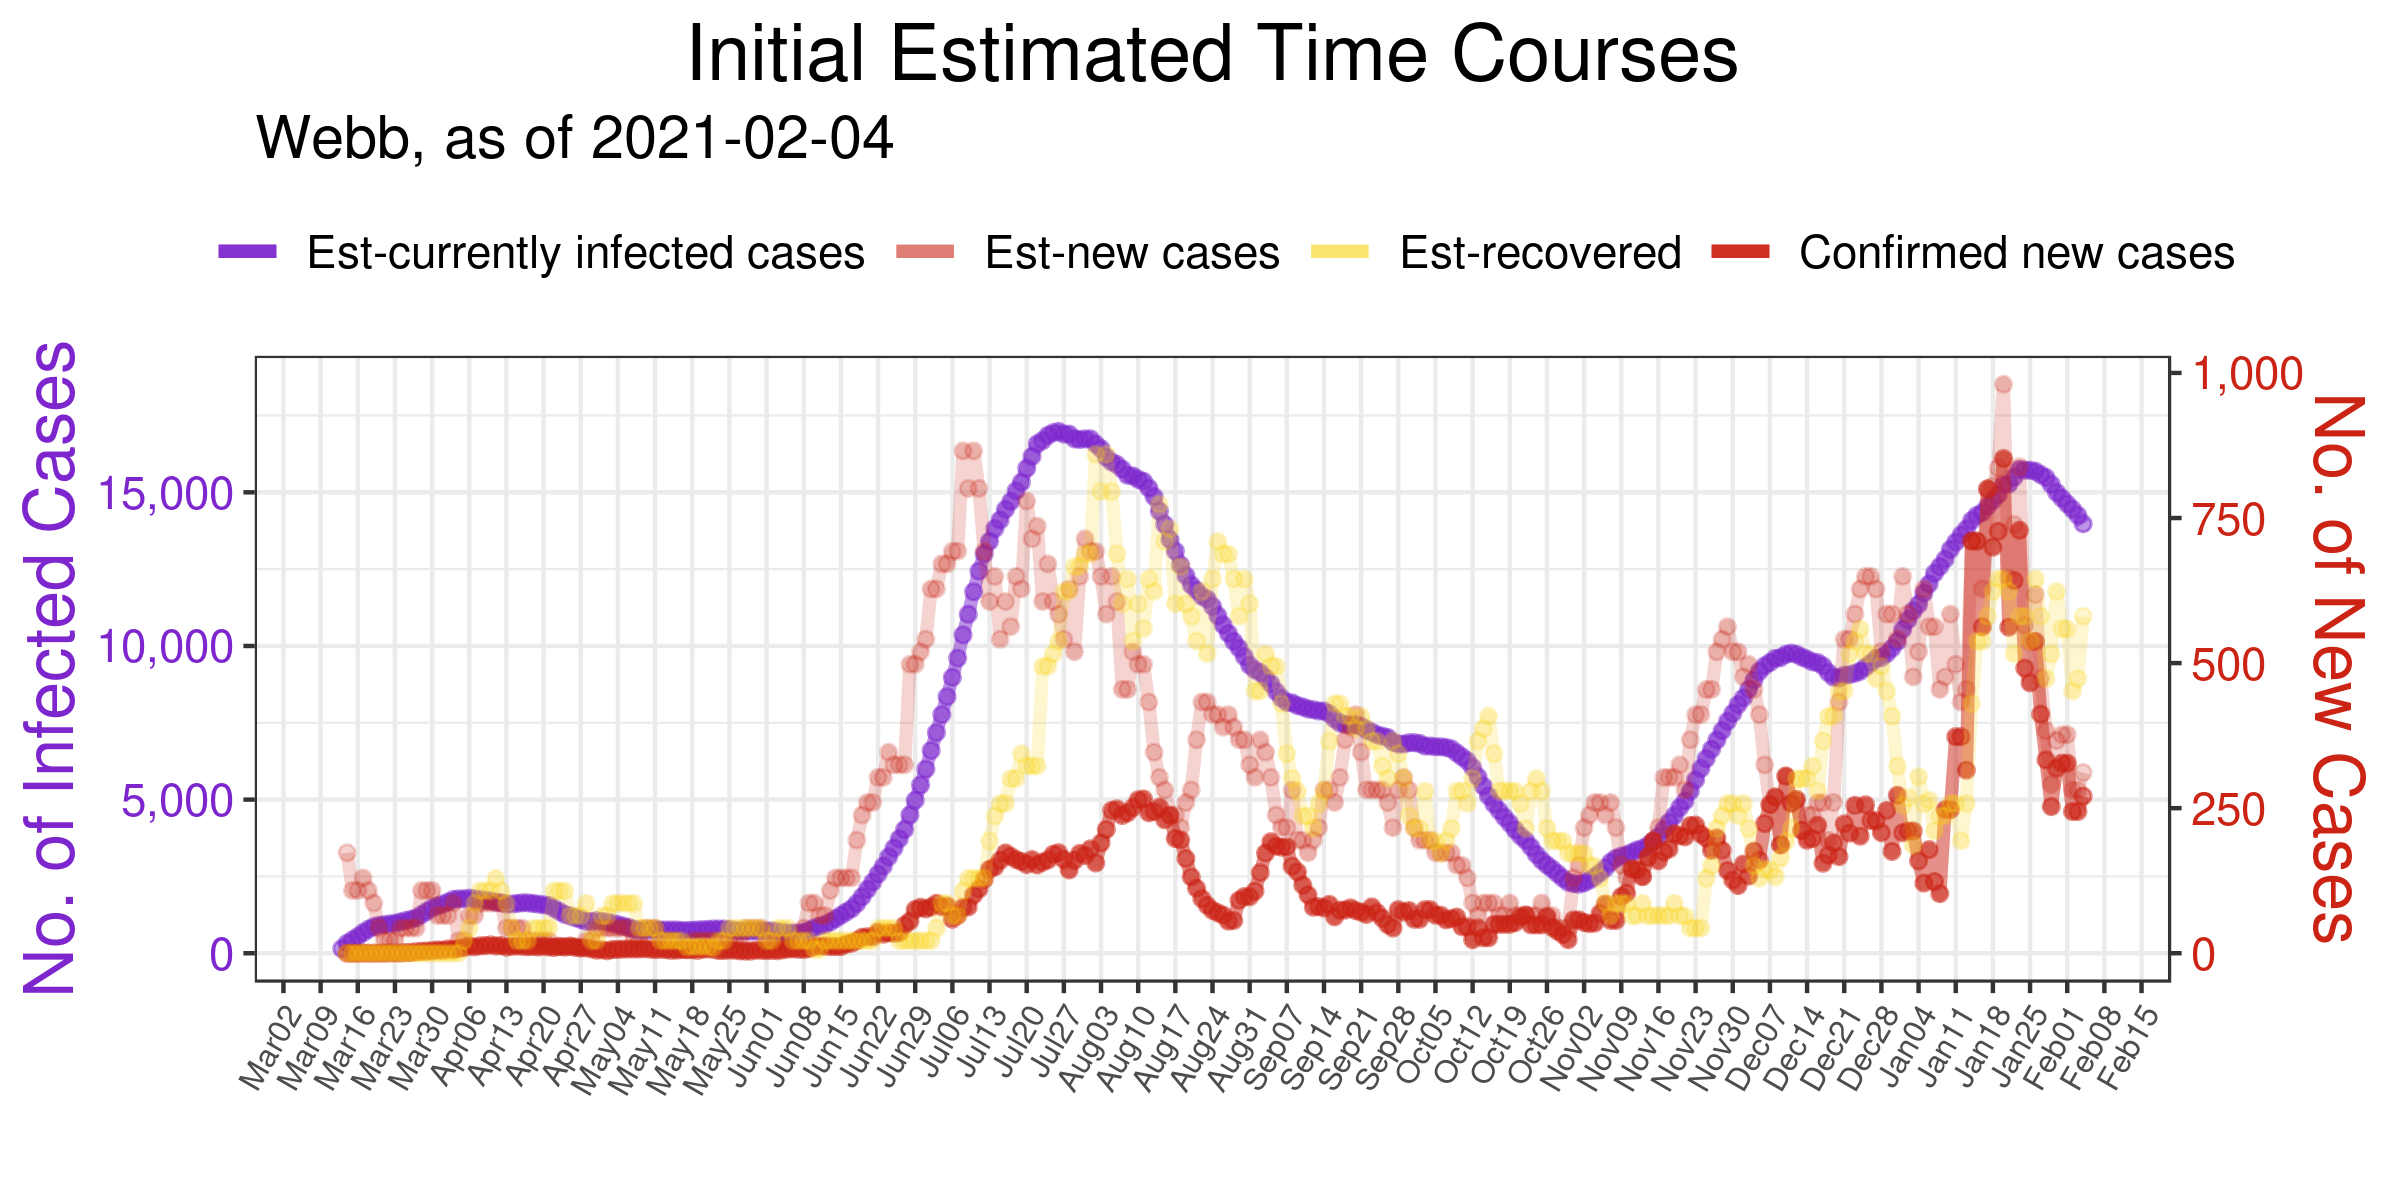 Initial Estimated Time Courses
Webb, as of 2021-02-04
Est-currently infected cases
Est-new cases
Est-recovered
Confirmed new cases
No. of Infected Cases
15,000
10,000
5,000
0
1,000
750
500
250
0
No. of New Cases
Mar02
Mar09
Mar16
Mar23
Mar30
Apr06
Apr13
Apr20
Apr27
May04
May11
May18
May25
Jun01
Jun08
Jun15
Jun22
Jun29
Jul06
Jul13
Jul20
Jul27
Aug03
Aug10
Aug17
Aug24
Aug31
Sep07
Sep14
Sep21
Sep28
Oct05
Oct12
Oct19
Oct26
Nov02
Nov09
Nov16
Nov23
Nov30
Dec07
Dec14
Dec21
Dec28
Jan04
Jan11
Jan18
Jan25
Feb01
Feb08
Feb15